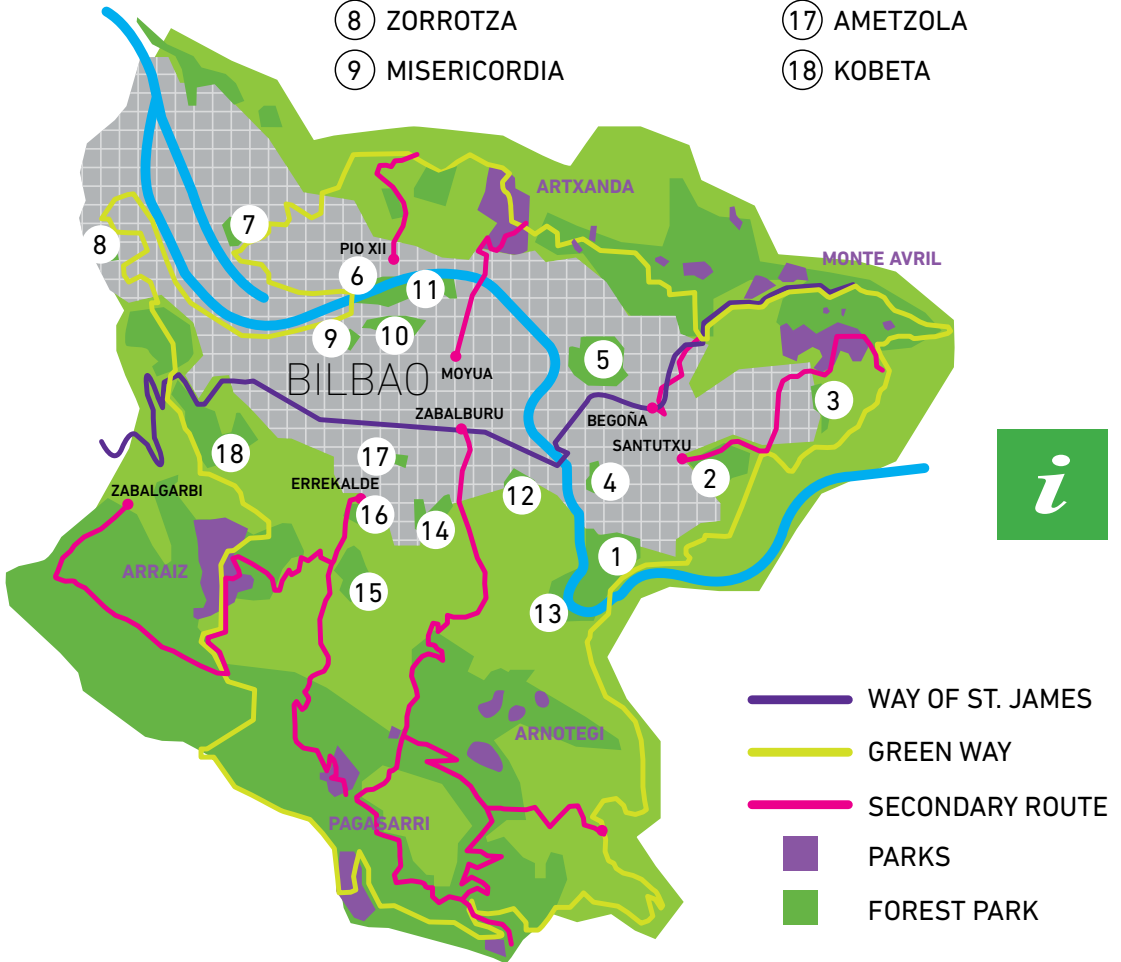 8 ZORROTZA
17 AMETZOLA
9 MISERICORDIA
18 KOBETA
ARTXANDA
7
8
PIO XII
MONTE AVRIL
6
11
9
10
5
BILBAO
MOYUA
3
ZABALBURU
BEGOÑA
SANTUTXU
18
17
2
ERREKALDE
4
ZABALGARBI
12
16
14
i
1
ARRAIZ
15
13
WAY OF ST. JAMES
ARNOTEGI
GREEN WAY
SECONDARY ROUTE
PAGASARRI
PARKS
FOREST PARK